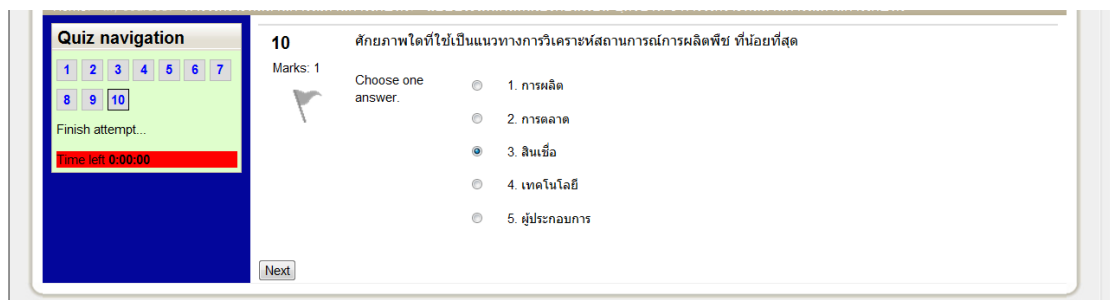 Quiz navigation
1 2 3 4 5 6 7
8 9 10
Finish attempt...
Time left 0:00:00
10
Marks: 1
ศักยภาพใดที่ใช้เป็นแนวทางการวิเคราะห์สถานการณ์การผลิตพืช ที่น้อยที่สุด
Choose one
answer.
1. การผลิต
2. การตลาด
3. สินเชื่อ
4. เทคโนโลยี
5. ผู้ประกอบการ
Next